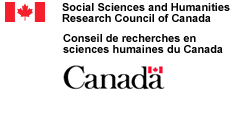 Social Sciences and Humanities
Research Council of Canada
Conseil de recherches en
sciences humaines du Canada
Canada